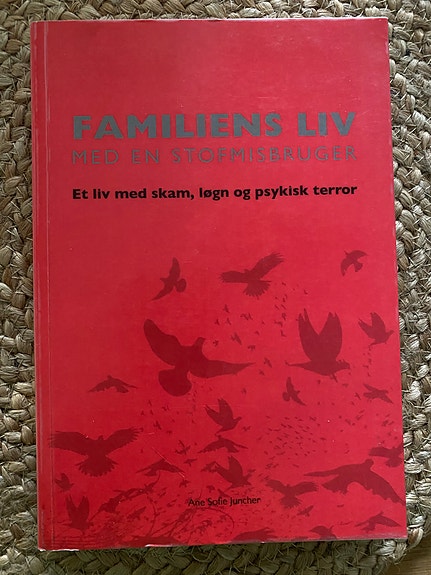 FAMILIENS LIV
MED EN STOFMISBRUGER
Et liv med skam, løgn og psykisk terror
Ane Sofie Juncher